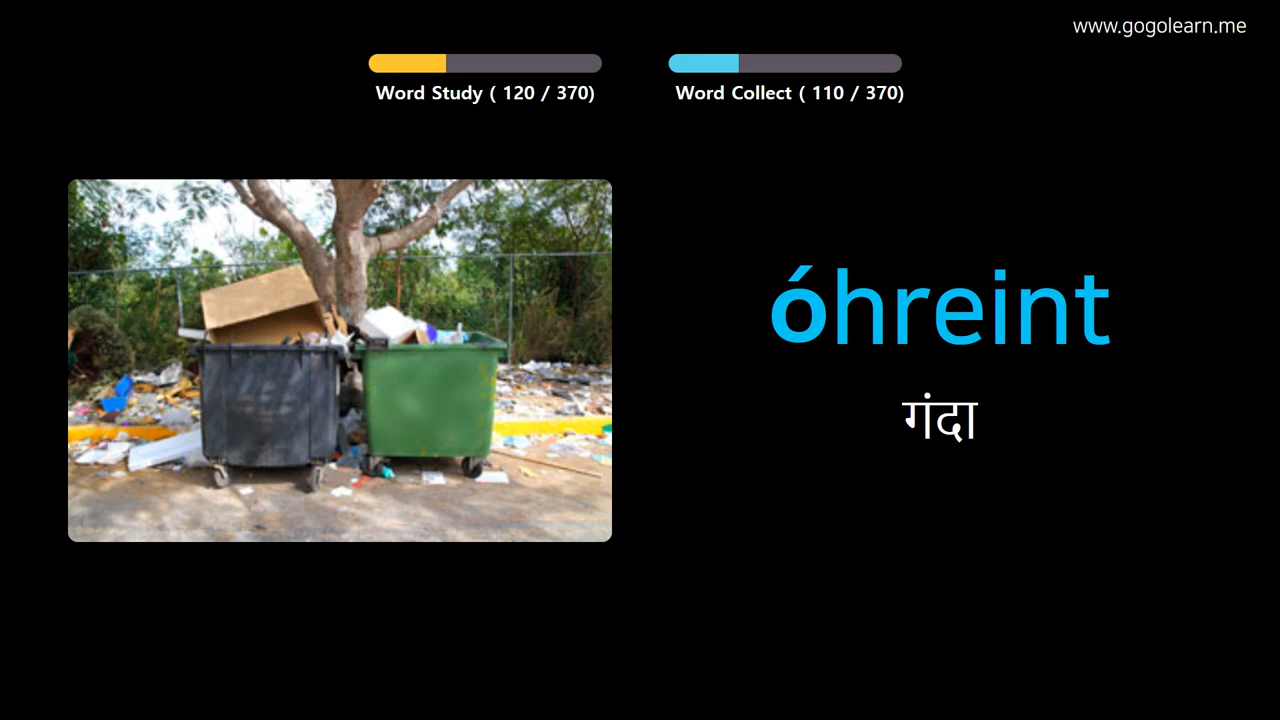 www.gogolearn.me
Word Study ( 120 / 370)
Word Collect ( 110 / 370)
óhreint
गंदा